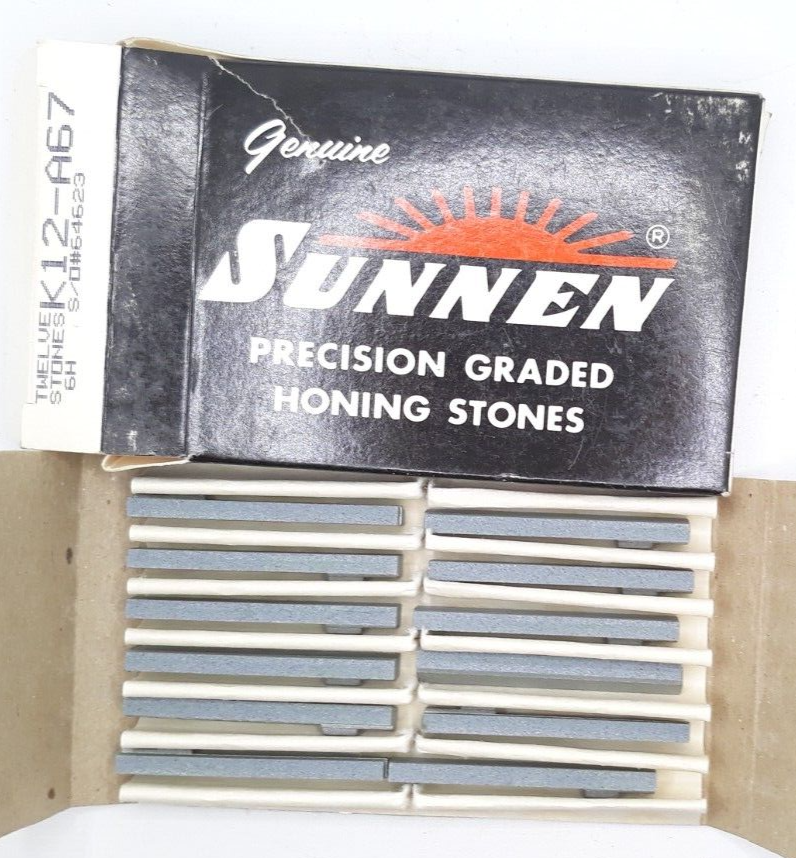 Genuine
SUNNEN®
PRECISION GRADED
HONING STONES
TWELVE
STONES K12-A67
6H S/O#64623